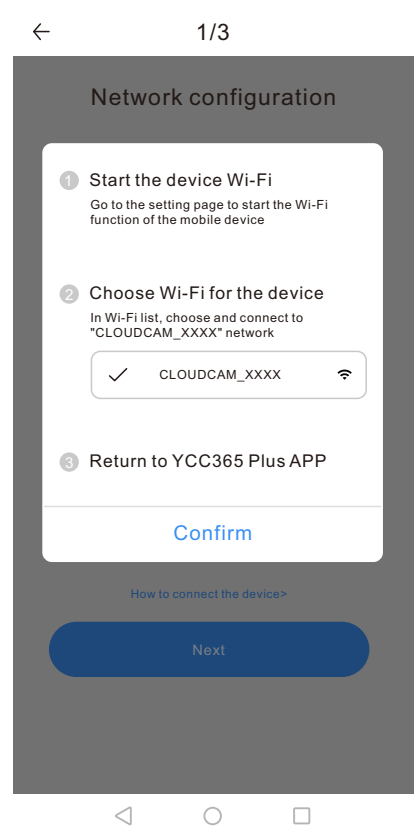 1/3
Network configuration
1 Start the device Wi-Fi
Go to the setting page to start the Wi-Fi
function of the mobile device
2 Choose Wi-Fi for the device
In Wi-Fi list, choose and connect to
"CLOUDCAM_XXXX" network
CLOUDCAM_XXXX
3 Return to YCC365 Plus APP
Confirm
How to connect the device>
Next